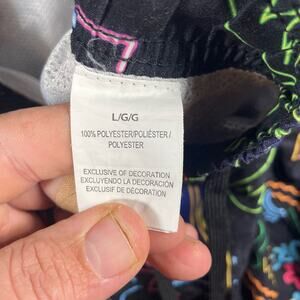 L/G/G
100% POLYESTER/POLIÉSTER/
POLYESTER
EXCLUSIVE OF DECORATION
EXCLUYENDO LA DECORACIÓN
EXCLUSIF DE DÉCORATION